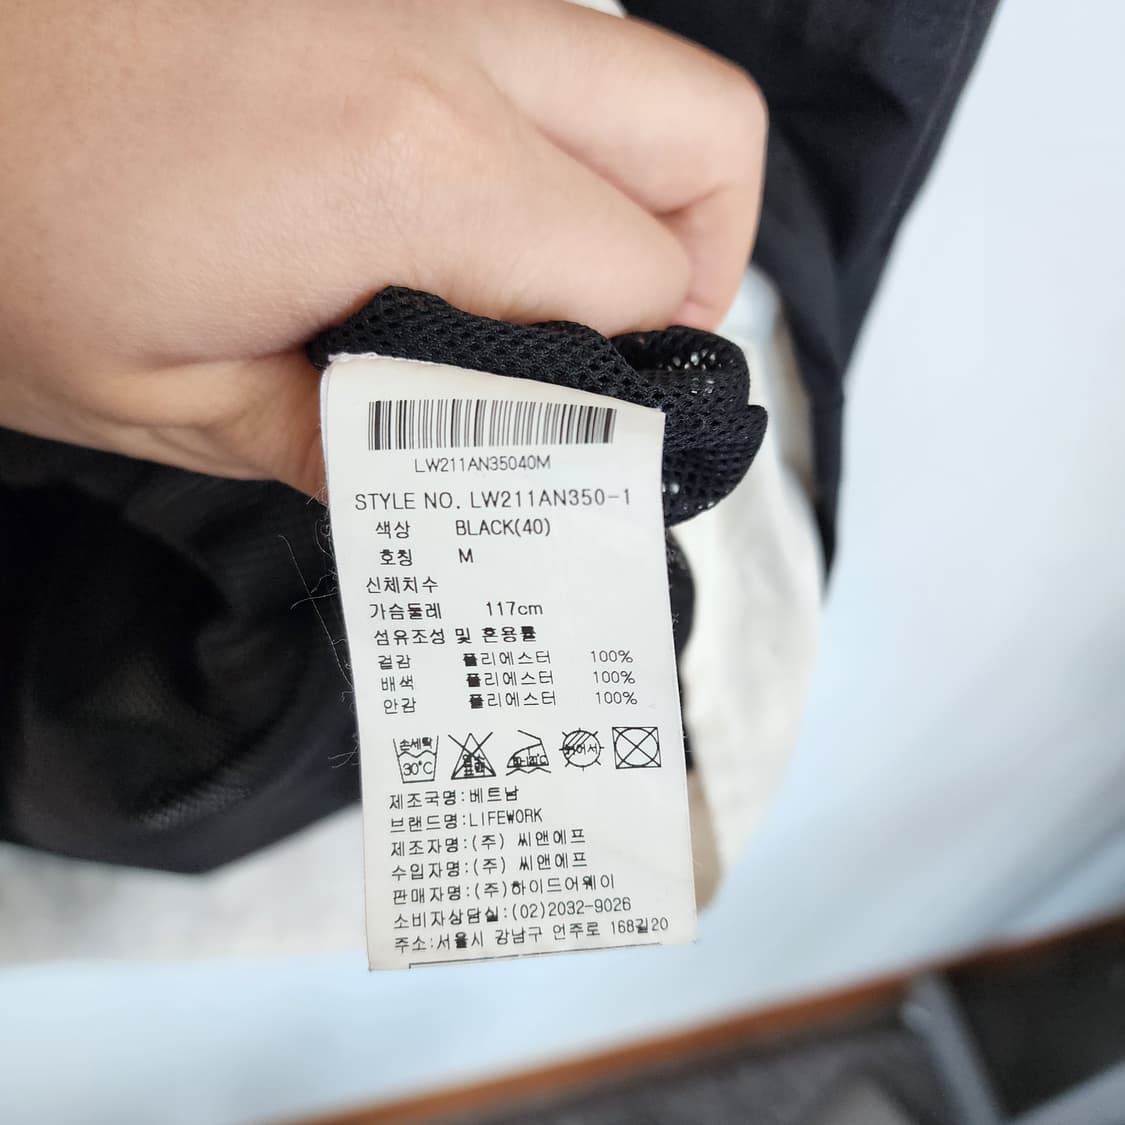 LW211AN35040M
STYLE NO. LW211AN350-1
색상 BLACK(40)
호칭 M
신체치수
가슴둘레 117cm
섬유조성 및 혼용률
겉감 폴리에스터 100%
배색 폴리에스터 100%
안감 폴리에스터 100%
손세탁
30°C
제조국명:베트남
브랜드명:LIFEWORK
제조자명:(주) 씨앤에프
수입자명:(주) 씨앤에프
판매자명:(주)하이드어웨이
소비자상담실:(02)2032-9026
주소:서울시 강남구 언주로 168길20